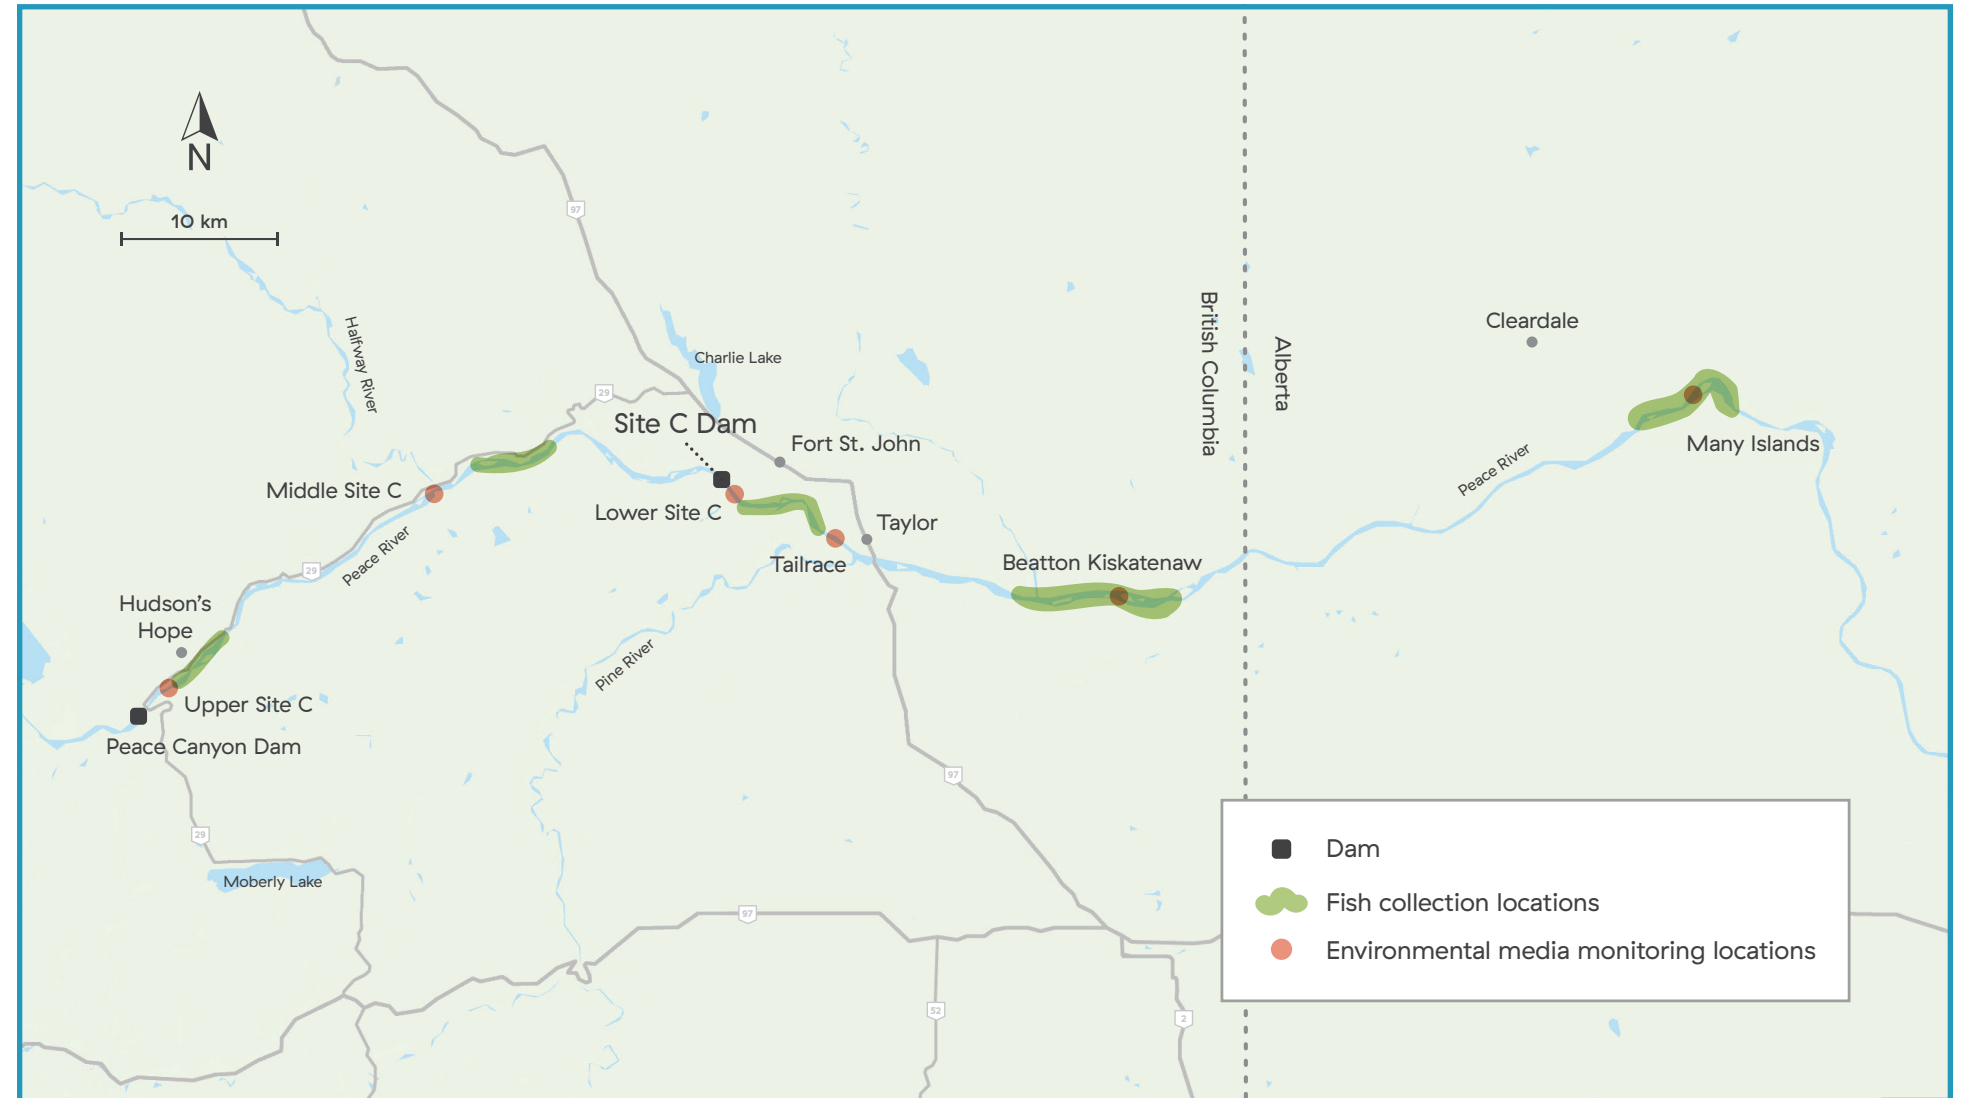 N
10 km
97
Halfway River
British Columbia
Alberta
Cleardale
Charlie Lake
29
Site C Dam
Fort St. John
Many Islands
Peace River
Middle Site C
Lower Site C
Taylor
Peace River
Tailrace
Beatton Kiskatenaw
29
Hudson's
Hope
Pine River
Upper Site C
Peace Canyon Dam
97
29
Moberly Lake
97
52
2
Dam
Fish collection locations
Environmental media monitoring locations